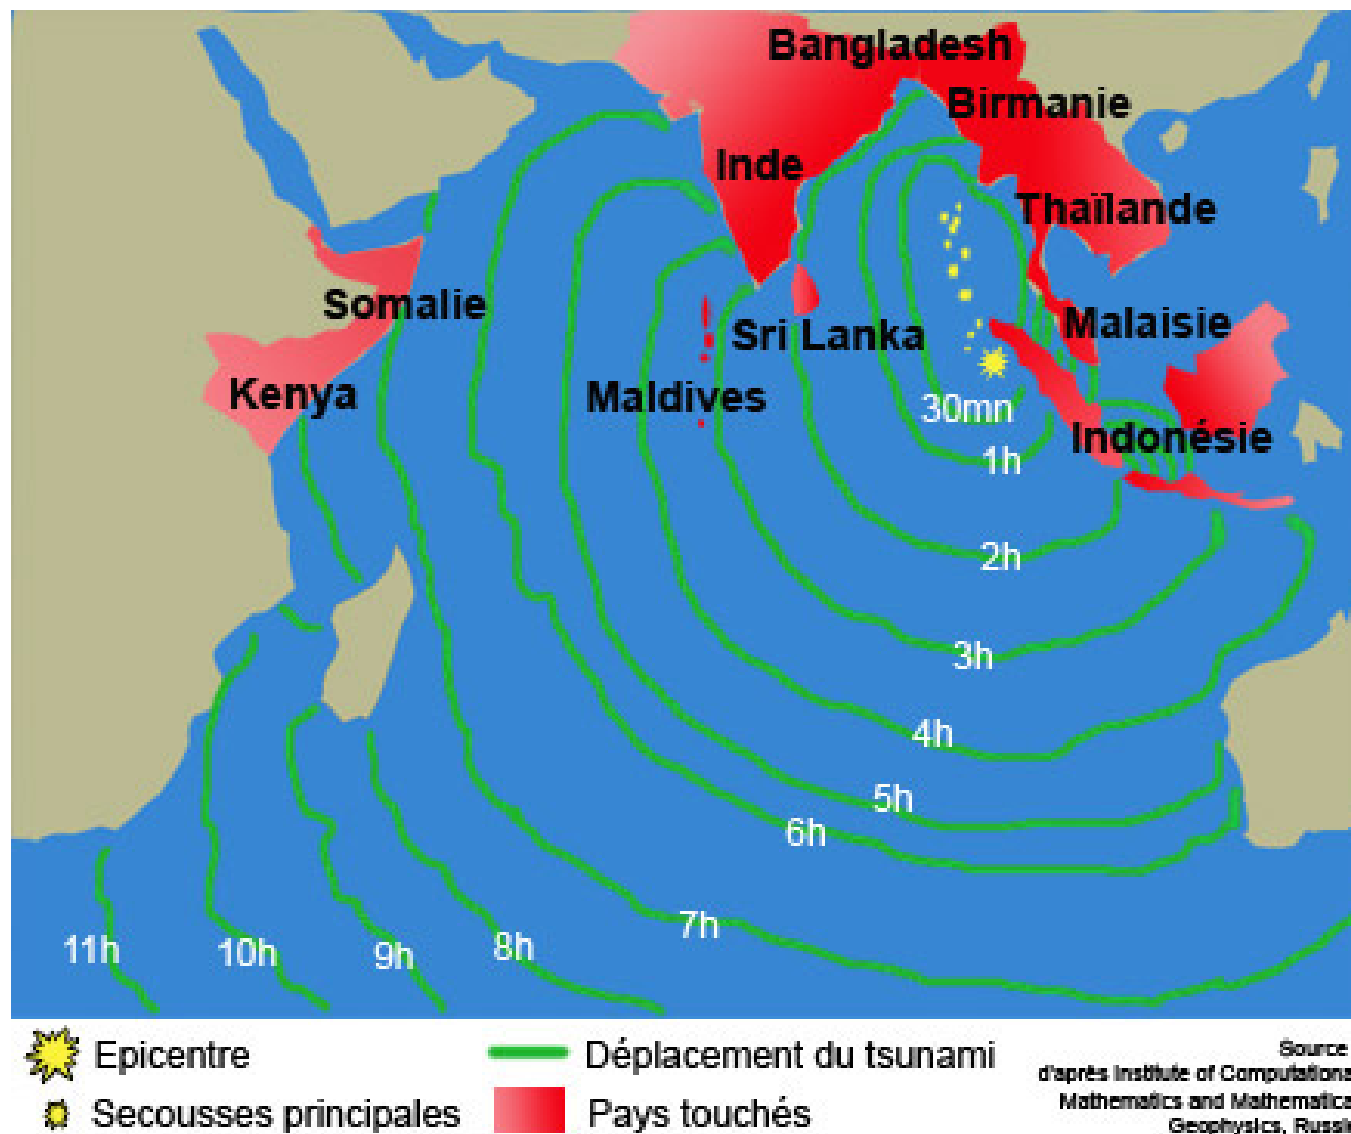 Bangladesh
Birmanie
Inde
Thaïlande
Somalie
Sri Lanka
Malaisie
Kenya
Maldives
30mn
Indonésie
1h
2h
3h
4h
5h
6h
7h
8h
9h
10h
11h
Epicentre
Déplacement du tsunami
Secousses principales
Pays touchés
Source
d'après Institute of Computationa
Mathematics and Mathematica
Geophysics, Russi